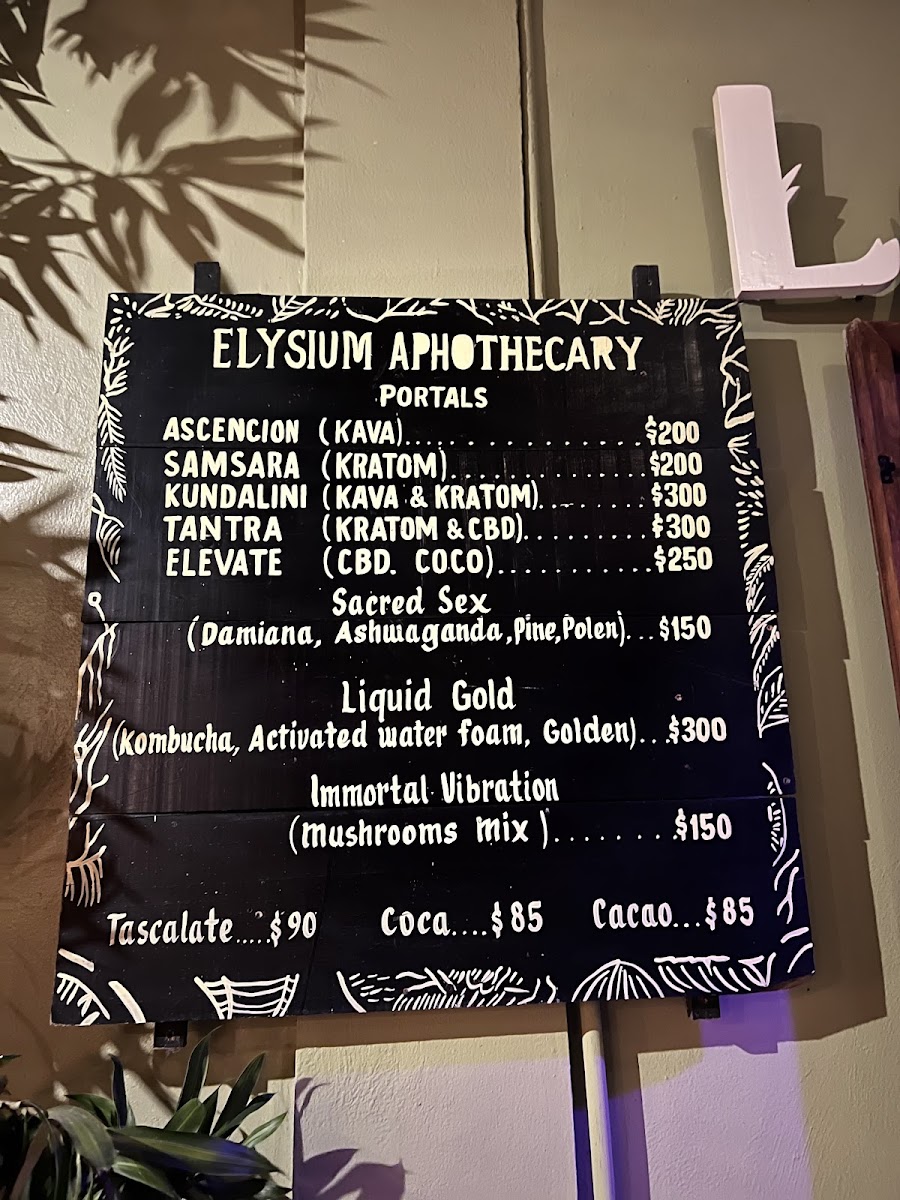 ELYSIUM APHOTHECARY
PORTALS
ASCENCION (KAVA)................$200
SAMSARA (KRATOM)..............$200
KUNDALINI (KAVA & KRATOM)........$300
TANTRA (KRATOM & CBD).........$300
ELEVATE (CBD. COCO)...........$250
Sacred Sex
(Damiana, Ashwaganda, Pine, Polen)...$150
Liquid Gold
(Kombucha, Activated water foam, Golden)...$300
Immortal Vibration
(Mushrooms Mix)........$150
Tascalate.....$90 Coca....$85 Cacao...$85
L